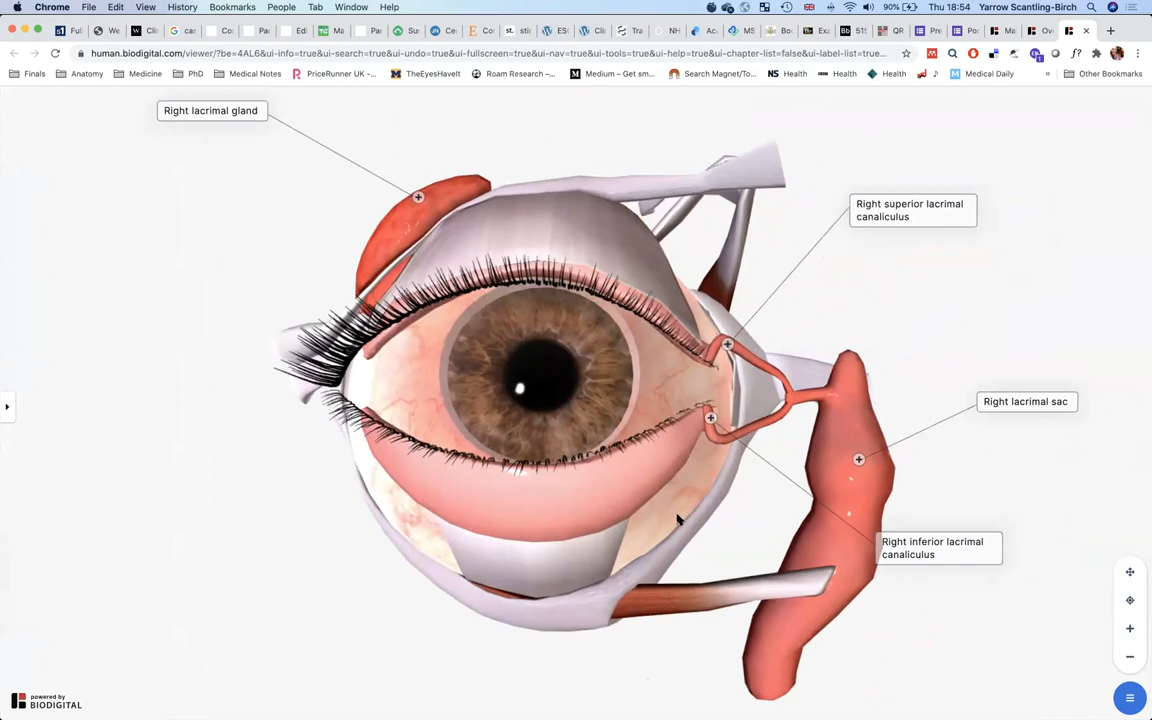 Chrome File Edit View History Bookmarks People Tab Window Help
90% Thu 18:54 Yarrow Scantling-Birch
human.biodigital.com/viewer/?be=4AL6&ui-info=true&ui-search=true&ui-undo=true&ui-fullscreen=true&ui-nav=true&ui-tools=true&ui-help=true&ui-chapter-list=false&ui-label-list=true...
Finals Anatomy Medicine PhD Medical Notes PriceRunner UK -... TheEyesHaveIt Roam Research –... Medium – Get sm... Search Magnet/To... NS Health Health Health Medical Daily » Other Bookmarks
Right lacrimal gland
Right superior lacrimal
canaliculus
Right lacrimal sac
Right inferior lacrimal
canaliculus
powered by
BIODIGITAL